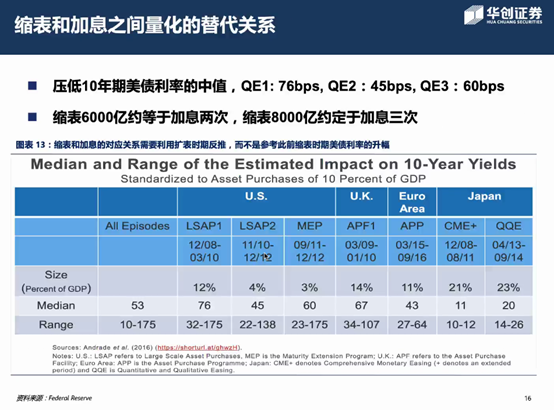 缩表和加息之间量化的替代关系
华创证券
HUA CHUANG SECURITIES
压低10年期美债利率的中值，QE1: 76bps, QE2：45bps, QE3：60bps
缩表6000亿约等于加息两次，缩表8000亿约定于加息三次
图表 13：缩表和加息的对应关系需要利用扩表时期反推，而不是参考此前缩表时期美债利率的升幅
Median and Range of the Estimated Impact on 10-Year Yields
Standardized to Asset Purchases of 10 Percent of GDP
U.S. U.K. Euro Area Japan
All Episodes LSAP1 LSAP2 MEP APF1 APP CME+ QQE
12/08-03/10 11/10-12/12 09/11-12/12 03/09-01/10 03/15-09/16 12/08-08/11 04/13-09/14
Size
(Percent of GDP) 12% 4% 3% 14% 11% 21% 23%
Median 53 76 45 60 67 43 11 20
Range 10-175 32-175 22-138 23-175 34-107 27-64 10-12 14-26
Sources: Andrade et al. (2016) (https://shorturl.at/ghwzH).
Notes: U.S.: LSAP refers to Large Scale Asset Purchases, MEP is the Maturity Extension Program; U.K.: APF refers to the Asset Purchase
Facility; Euro Area: APP is the Asset Purchase Programme; Japan: CME+ denotes Comprehensive Monetary Easing (+ denotes an extended
period) and QQE is Quantitative and Qualitative Easing.
资料来源：Federal Reserve
16